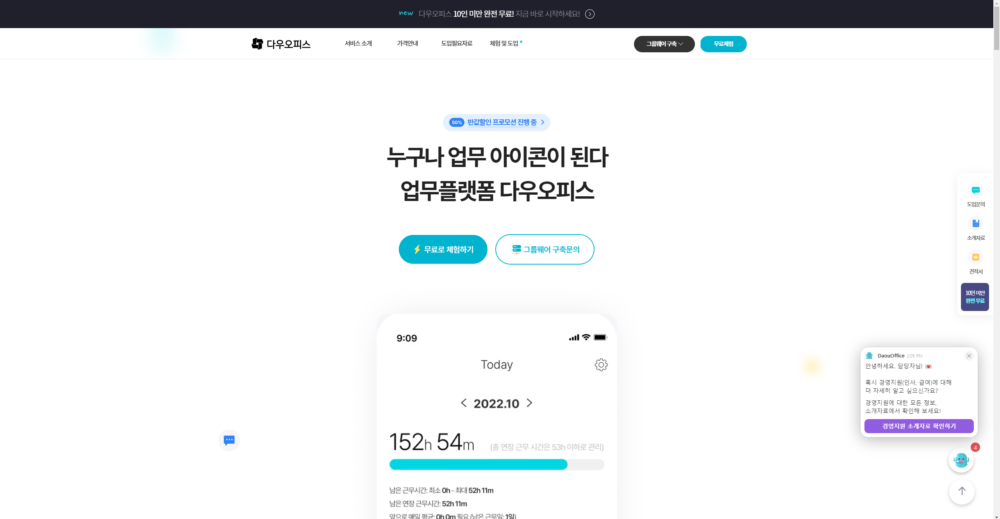 new 다우오피스 10인 미만 완전 무료! 지금 바로 시작하세요!
다우오피스
서비스 소개
가격안내
도입필요자료
체험 및 도입
그룹웨어 구축
무료체험
50% 반값할인 프로모션 진행 중
누구나 업무 아이콘이 된다
업무플랫폼 다우오피스
무료로 체험하기
그룹웨어 구축문의
도입문의
소개자료
견적서
10인 미만
완전 무료
9:09
Today
2022.10
152h 54m (총 연장 근무 시간은 53h 이하로 관리)
남은 근무시간: 최소 0h - 최대 52h 11m
남은 연장 근무시간: 52h 11m
앞으로 매일 평균: 0h 0m 필요 (남은 근무일: 1일)
DaouOffice 2:09 PM
안녕하세요. 담당자님! 💌
혹시 경영지원(인사, 급여)에 대해
더 자세히 알고 싶으신가요?
경영지원에 대한 모든 정보,
소개자료에서 확인해 보세요!
경영지원 소개자료 확인하기
4